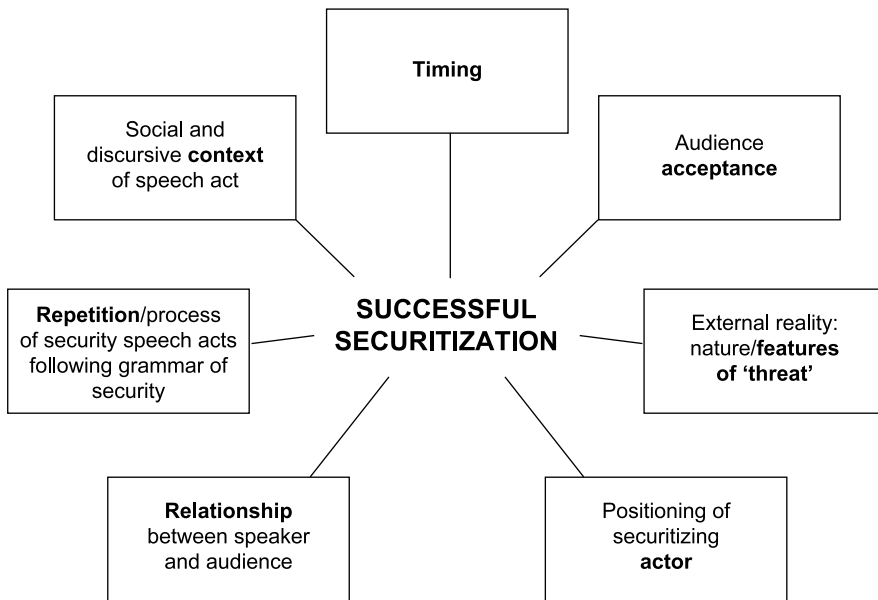 Timing
Social and
discursive context
of speech act
Audience
acceptance
SUCCESSFUL
SECURITIZATION
Repetition/process
of security speech acts
following grammar of
security
External reality:
nature/features
of ‘threat’
Relationship
between speaker
and audience
Positioning of
securitizing
actor